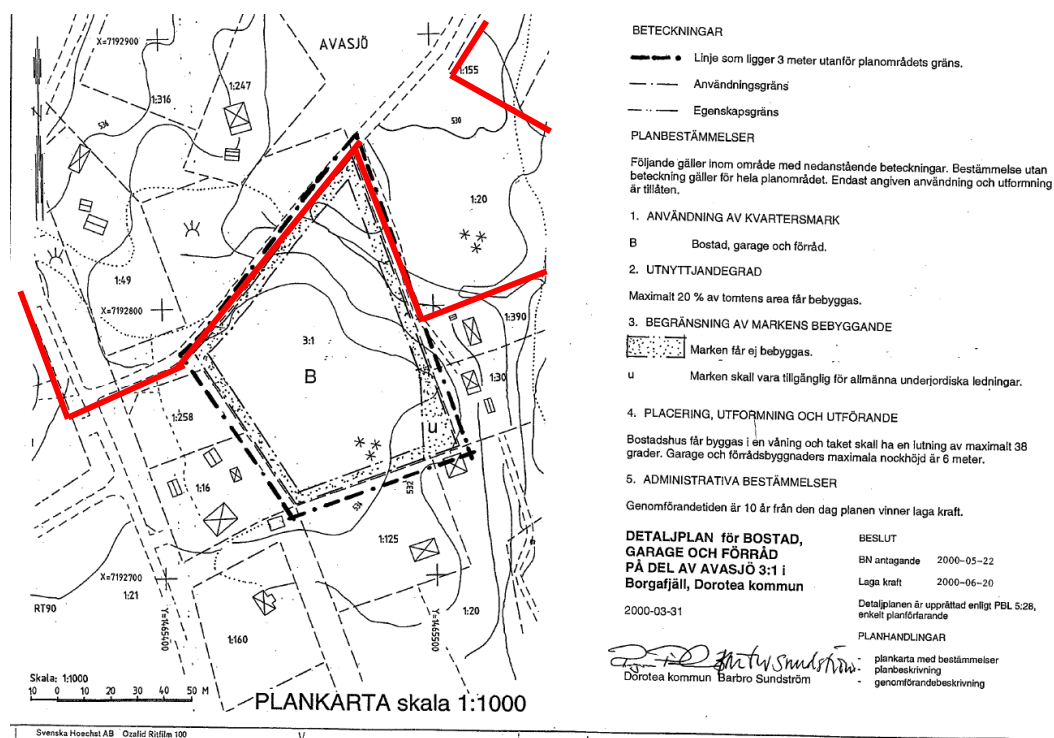 X=7192900
AVASJÖ
1:155
1:247
1:316
534
530
1:20
1:49
X=7192800
3:1
B
1:390
1:30
1:258
u
1:16
532
534
1:125
X=7192700
1:21
RT90
Y=1465400
Y=1465500
1:20
1:160
Skala: 1:1000
10 0 10 20 30 40 50 M
PLANKARTA skala 1:1000
Svenska Hoechst AB Ozalid Ritfilm 100
BETECKNINGAR
Linje som ligger 3 meter utanför planområdets gräns.
Användningsgräns
Egenskapsgräns
PLANBESTÄMMELSER
Följande gäller inom område med nedanstående beteckningar. Bestämmelse utan
beteckning gäller för hela planområdet. Endast angiven användning och utformning
är tillåten.
1. ANVÄNDNING AV KVARTERSMARK
B Bostad, garage och förråd.
2. UTNYTTJANDEGRAD
Maximalt 20 % av tomtens area får bebyggas.
3. BEGRÄNSNING AV MARKENS BEBYGGANDE
Marken får ej bebyggas.
u Marken skall vara tillgänglig för allmänna underjordiska ledningar.
4. PLACERING, UTFORMNING OCH UTFÖRANDE
Bostadshus får byggas i en våning och taket skall ha en lutning av maximalt 38
grader. Garage och förrådsbyggnaders maximala nockhöjd är 6 meter.
5. ADMINISTRATIVA BESTÄMMELSER
Genomförandetiden är 10 år från den dag planen vinner laga kraft.
DETALJPLAN för BOSTAD,
GARAGE OCH FÖRRÅD
PÅ DEL AV AVASJÖ 3:1 i
Borgafjäll, Dorotea kommun
2000-03-31
BESLUT
BN antagande 2000-05-22
Laga kraft 2000-06-20
Detaljplanen är upprättad enligt PBL 5:28,
enkelt planförfarande
PLANHANDLINGAR
- plankarta med bestämmelser
- planbeskrivning
- genomförandebeskrivning
Dorotea kommun Barbro Sundström